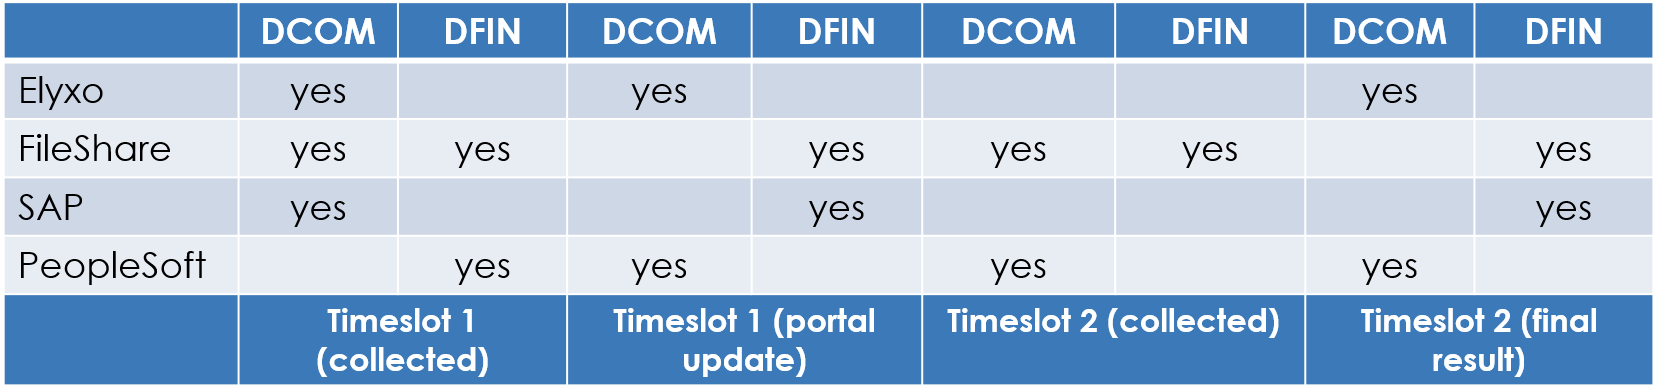 DCOM DFIN DCOM DFIN DCOM DFIN DCOM DFIN
Elyxo yes yes yes
FileShare yes yes yes yes yes yes
SAP yes yes yes
PeopleSoft yes yes yes yes
Timeslot 1 Timeslot 1 (portal Timeslot 2 (collected) Timeslot 2 (final
(collected) update) result)